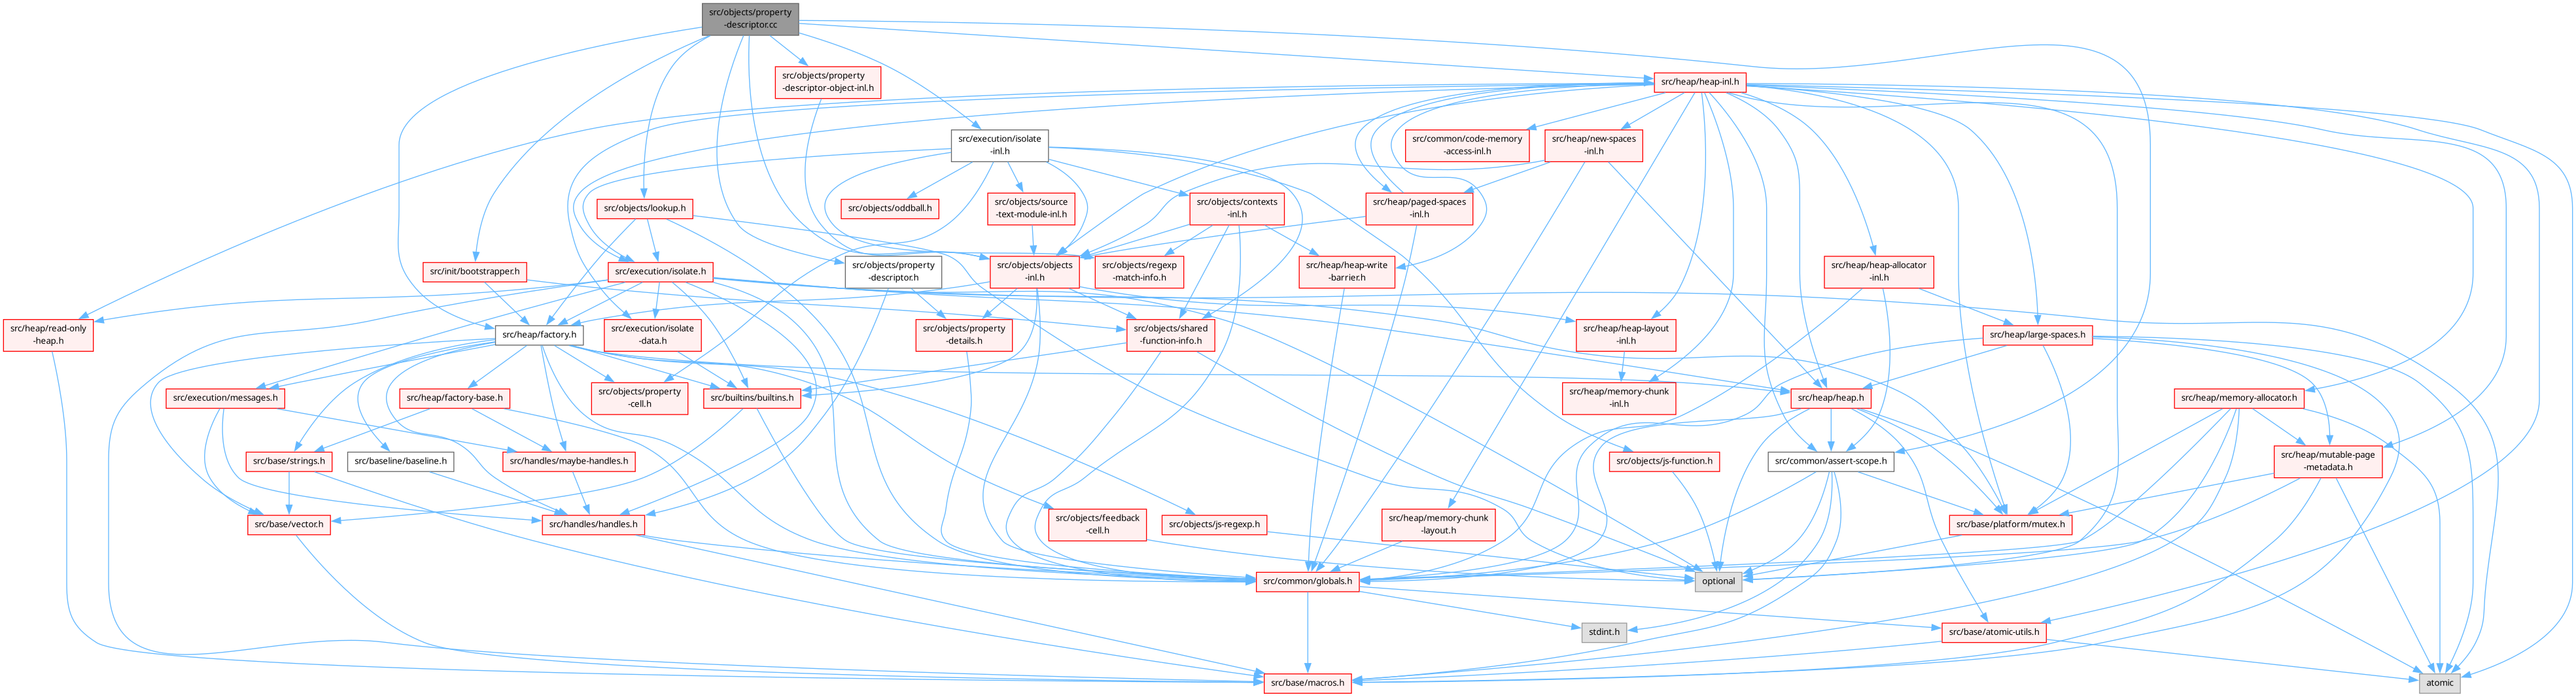 src/objects/property
-descriptor.cc
src/objects/property
-descriptor-object-inl.h
src/heap/heap-inl.h
src/execution/isolate
-inl.h
src/common/code-memory
-access-inl.h
src/heap/new-spaces
-inl.h
src/objects/lookup.h
src/objects/oddball.h
src/objects/source
-text-module-inl.h
src/objects/contexts
-inl.h
src/heap/paged-spaces
-inl.h
src/init/bootstrapper.h
src/execution/isolate.h
src/objects/property
-descriptor.h
src/objects/objects
-inl.h
src/objects/regexp
-match-info.h
src/heap/heap-write
-barrier.h
src/heap/heap-allocator
-inl.h
src/heap/read-only
-heap.h
src/heap/factory.h
src/execution/isolate
-data.h
src/objects/property
-details.h
src/objects/shared
-function-info.h
src/heap/heap-layout
-inl.h
src/heap/large-spaces.h
src/execution/messages.h
src/heap/factory-base.h
src/objects/property
-cell.h
src/builtins/builtins.h
src/heap/memory-chunk
-inl.h
src/heap/heap.h
src/heap/memory-allocator.h
src/base/strings.h
src/baseline/baseline.h
src/handles/maybe-handles.h
src/objects/js-function.h
src/common/assert-scope.h
src/heap/mutable-page
-metadata.h
src/base/vector.h
src/handles/handles.h
src/objects/feedback
-cell.h
src/objects/js-regexp.h
src/heap/memory-chunk
-layout.h
src/base/platform/mutex.h
src/common/globals.h
optional
stdint.h
src/base/atomic-utils.h
src/base/macros.h
atomic